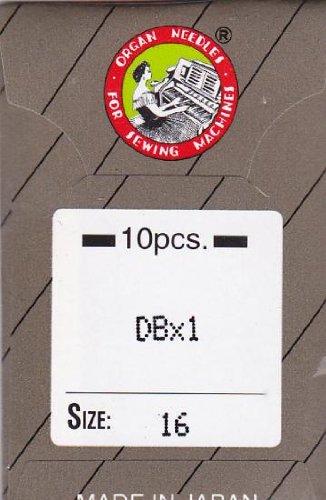 ORGAN NEEDLES ®
FOR SEWING MACHINES
10pcs.
DBx1
SIZE: 16
MADE IN JAPAN